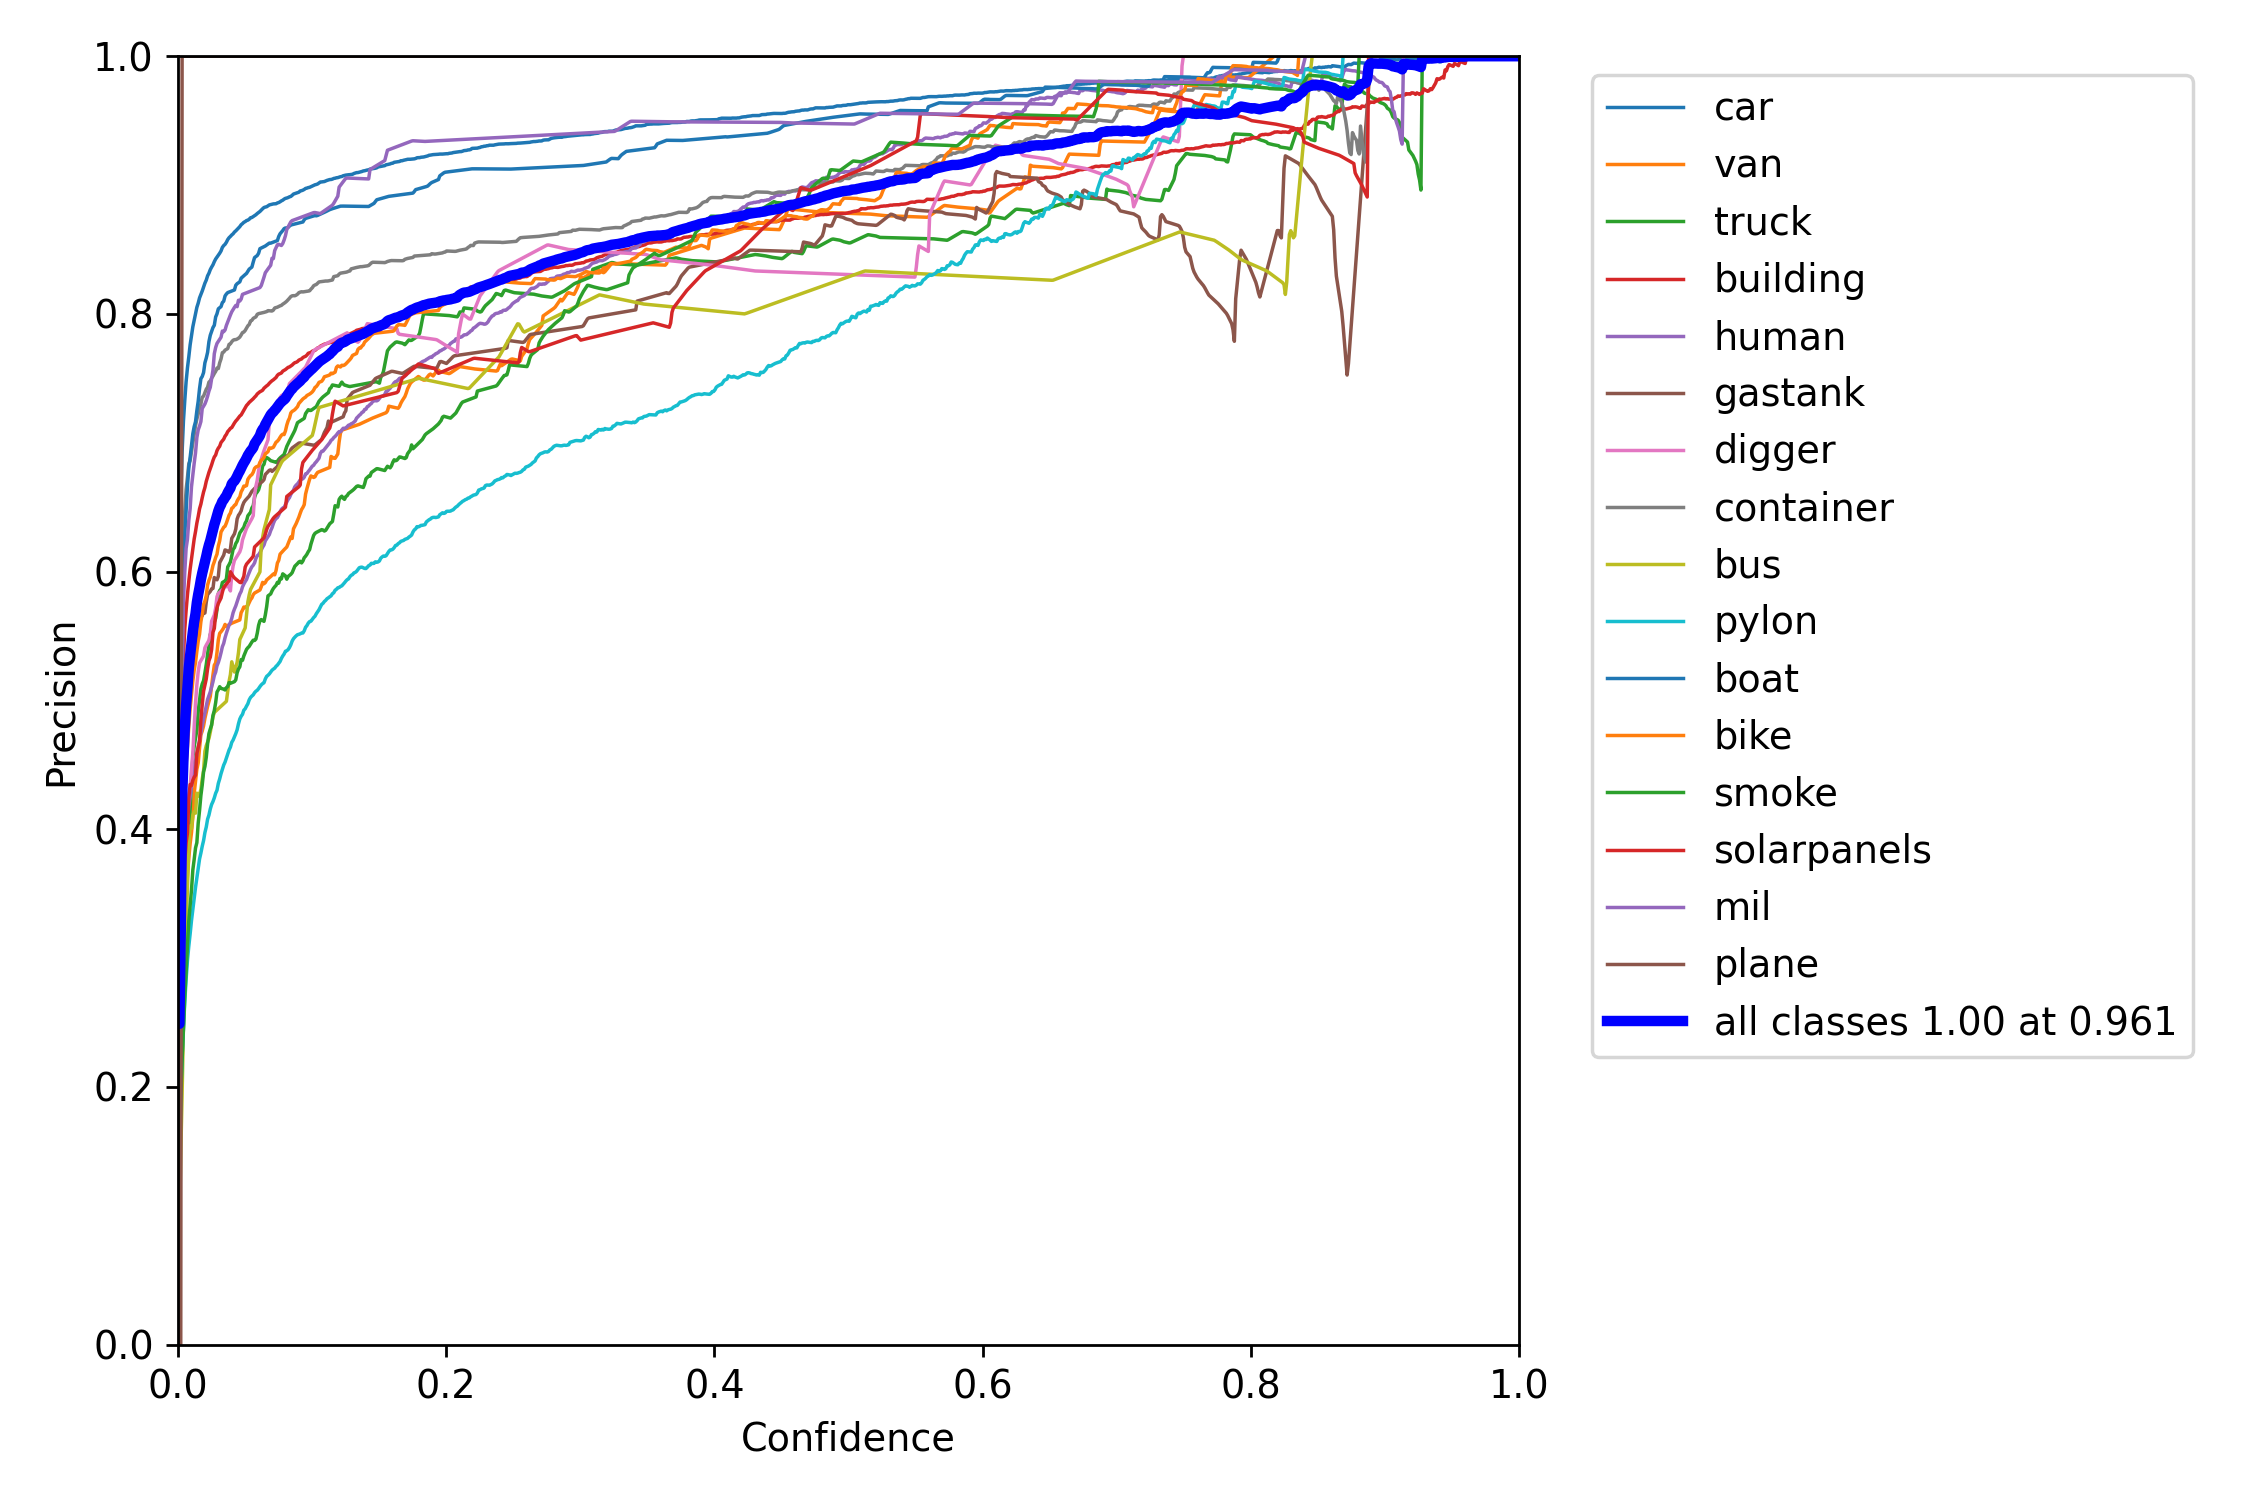 1.0
0.8
0.6
0.4
0.2
0.0
Precision
0.0 0.2 0.4 0.6 0.8 1.0
Confidence
car
van
truck
building
human
gastank
digger
container
bus
pylon
boat
bike
smoke
solarpanels
mil
plane
all classes 1.00 at 0.961